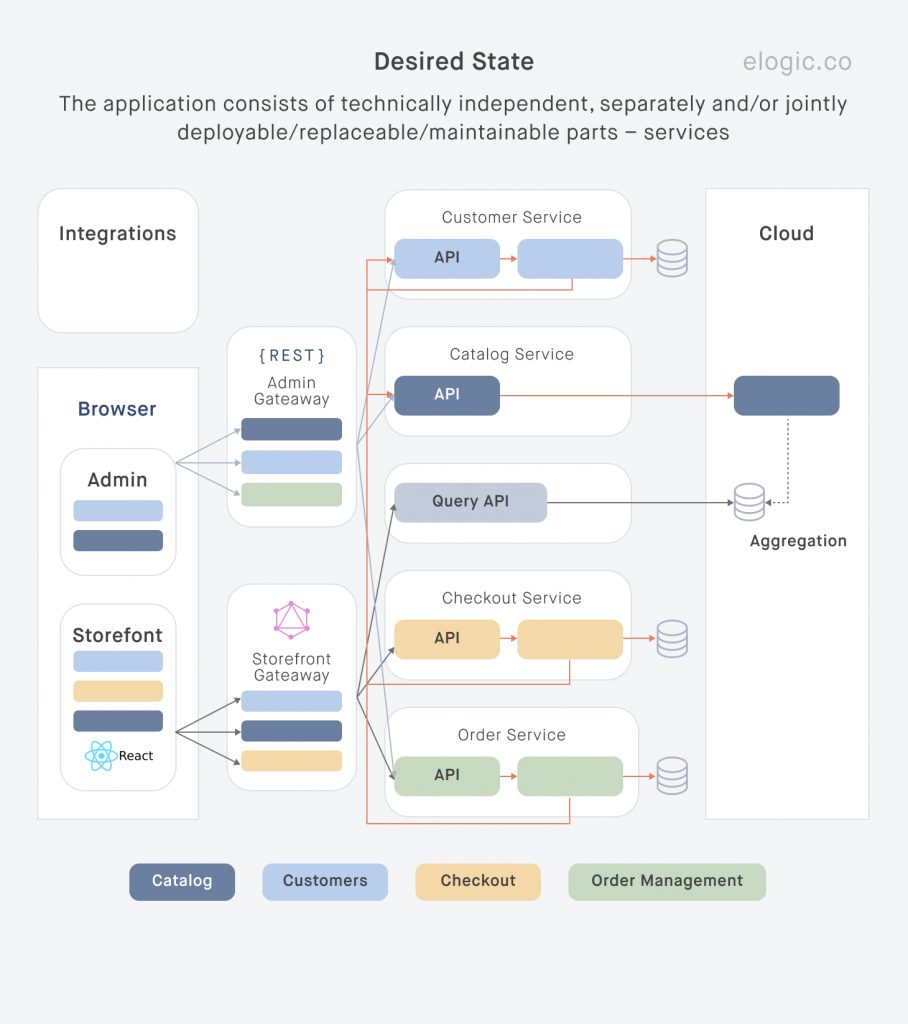 Desired State
elogic.co
The application consists of technically independent, separately and/or jointly
deployable/replaceable/maintainable parts – services
Integrations
Customer Service
API
Cloud
{REST}
Admin
Gateaway
Catalog Service
API
Browser
Admin
Query API
Aggregation
Storefont
React
Storefront
Gateaway
Checkout Service
API
Order Service
API
Catalog
Customers
Checkout
Order Management